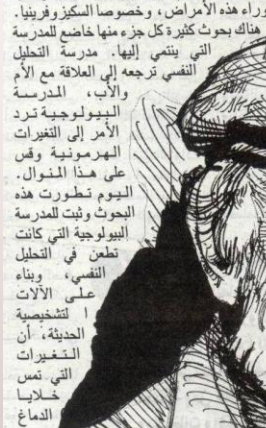 وراء هذه الأمراض، وخصوصا السكيزوفرينيا.
هناك بحوث كثيرة كل جزء منها خاضع للمدرسة
التي ينتمي إليها. مدرسة التحليل
النفسي ترجعه إلى العلاقة مع الأم
والأب، المدرسة
البيولوجية ترد
الأمر إلى التغيرات
الهرمونية وقس
على هذا المنوال.
اليوم تطورت هذه
البحوث وثبت للمدرسة
البيولوجية التي كانت
تطعن في التحليل
النفسي، وبناء
على الآلات
التشخيصية
الحديثة، أن
التغيرات
التي تمس
خلايا
الدماغ